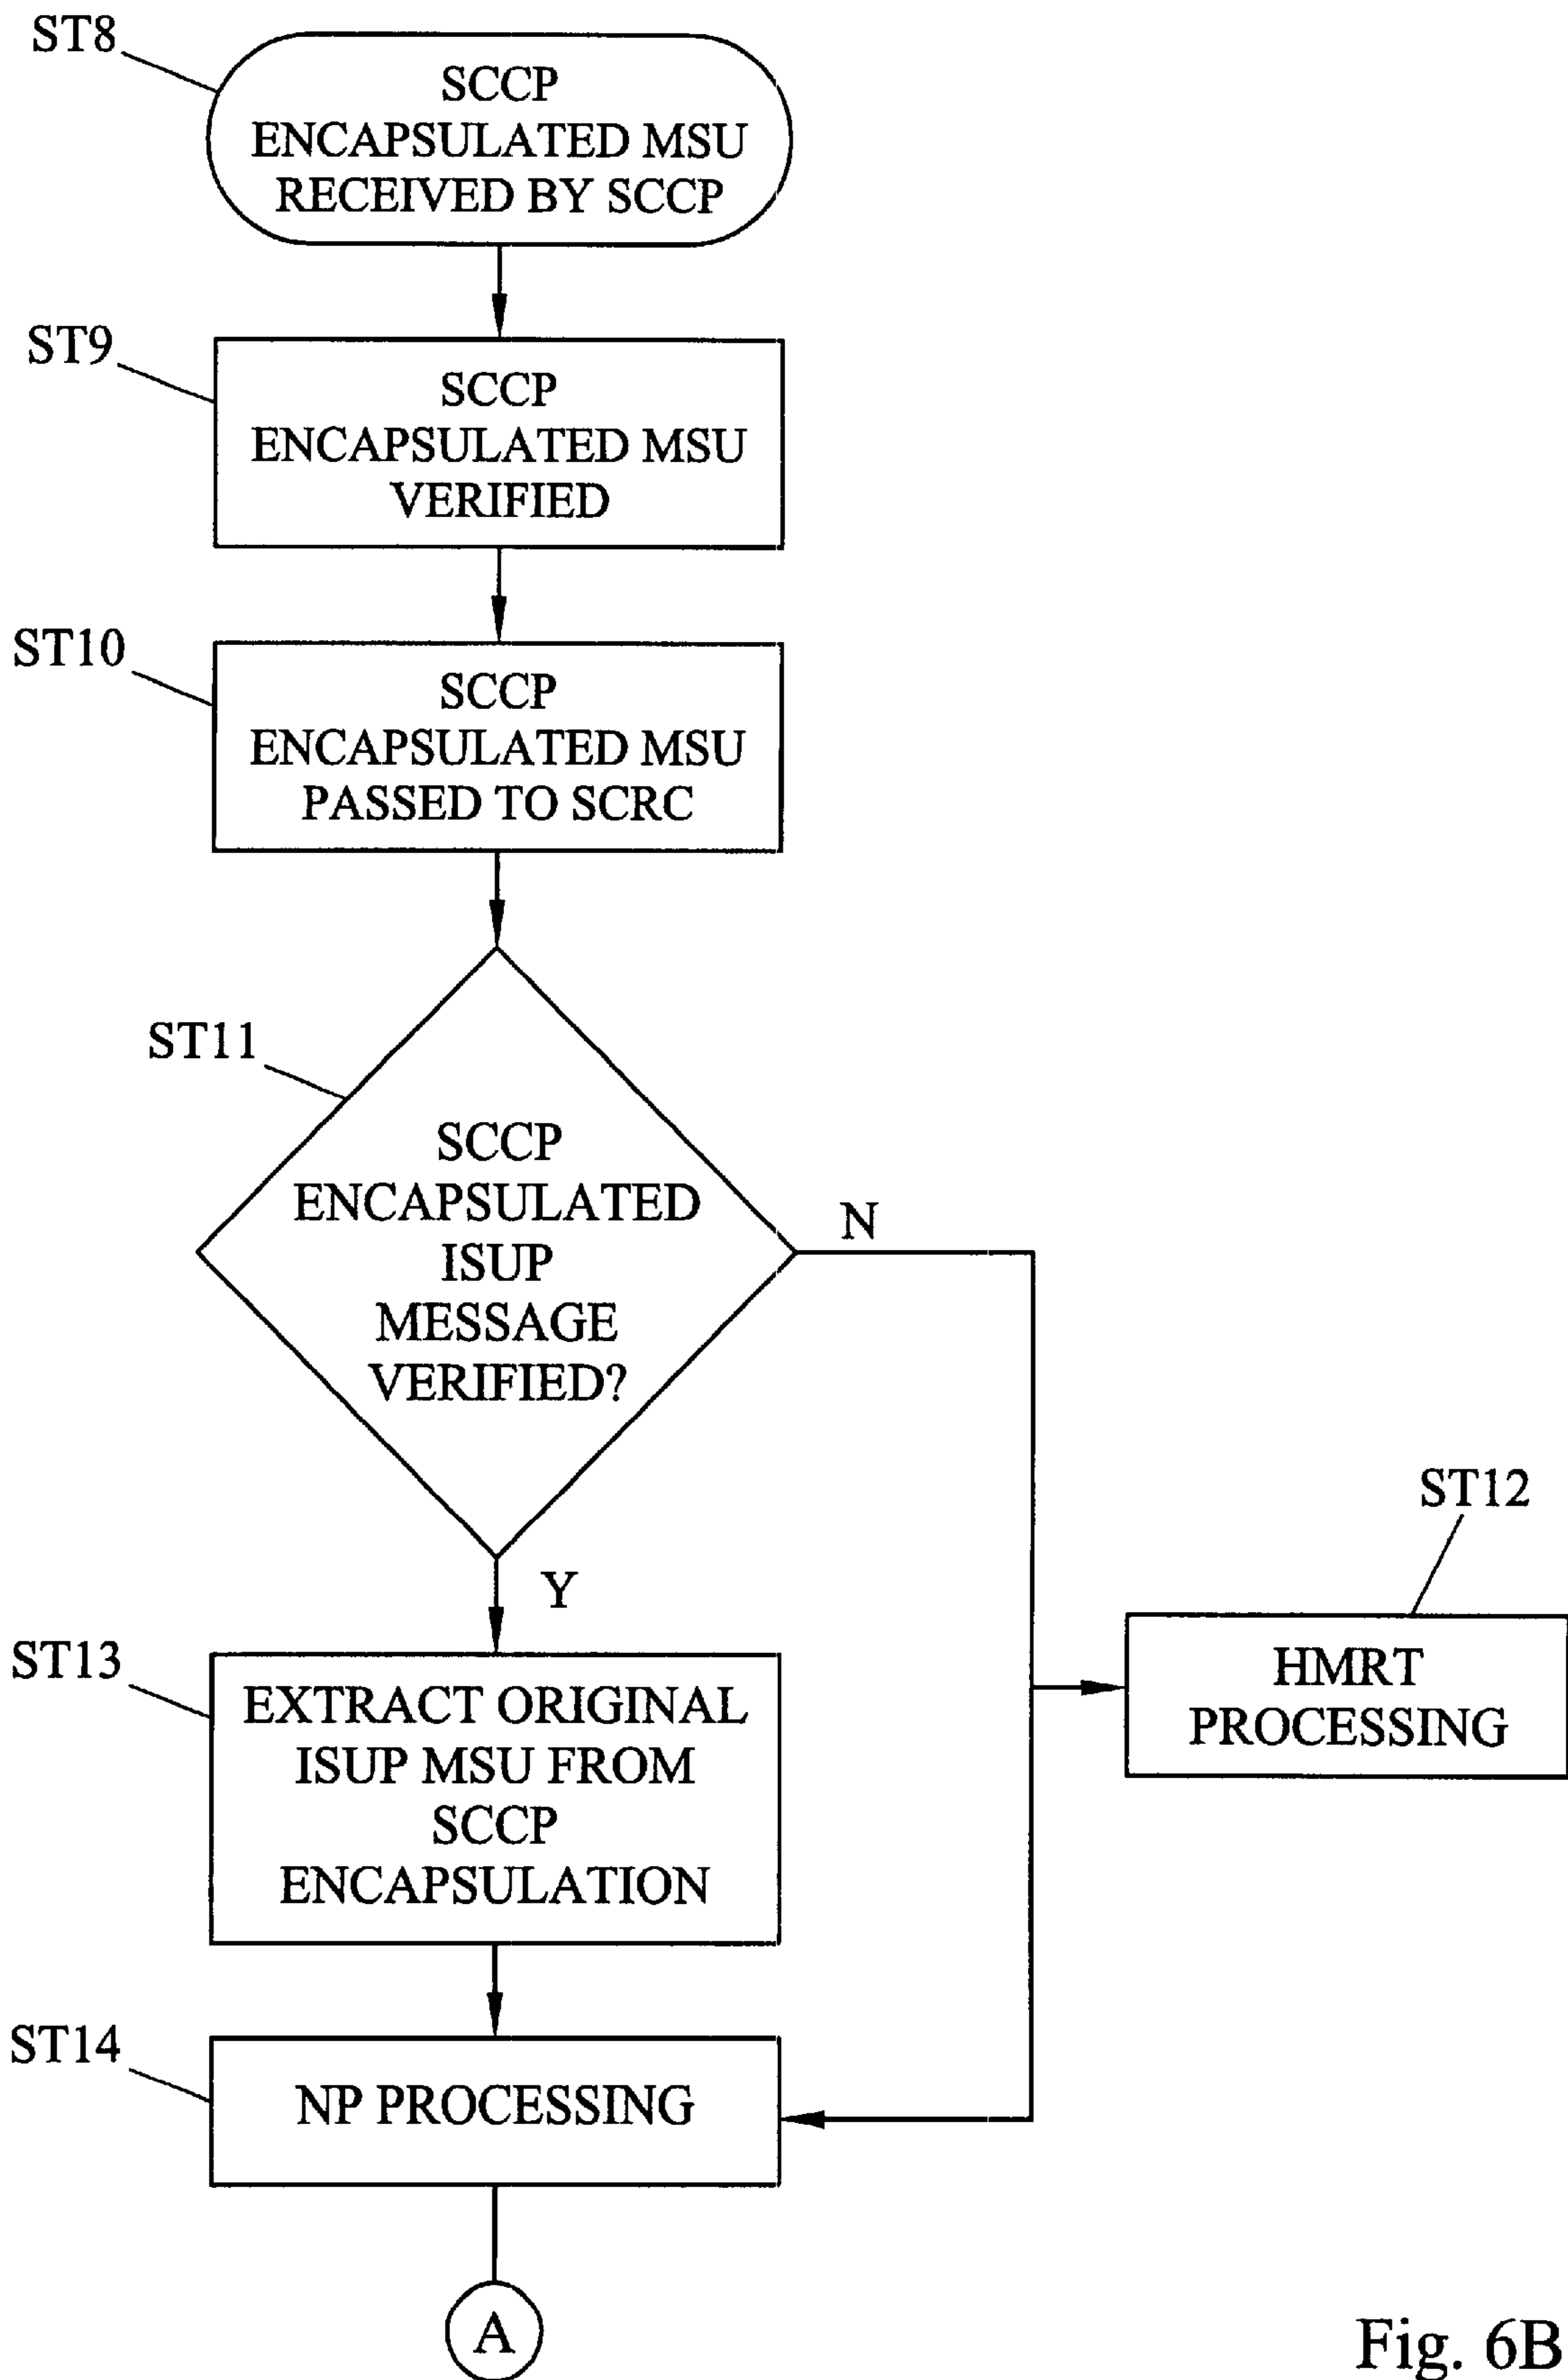 ST8
SCCP
ENCAPSULATED MSU
RECEIVED BY SCCP
ST9
SCCP
ENCAPSULATED MSU
VERIFIED
ST10
SCCP
ENCAPSULATED MSU
PASSED TO SCRC
ST11
SCCP
ENCAPSULATED
ISUP
MESSAGE
VERIFIED?
N
Y
ST12
HMRT
PROCESSING
ST13
EXTRACT ORIGINAL
ISUP MSU FROM
SCCP
ENCAPSULATION
ST14
NP PROCESSING
A
Fig. 6B